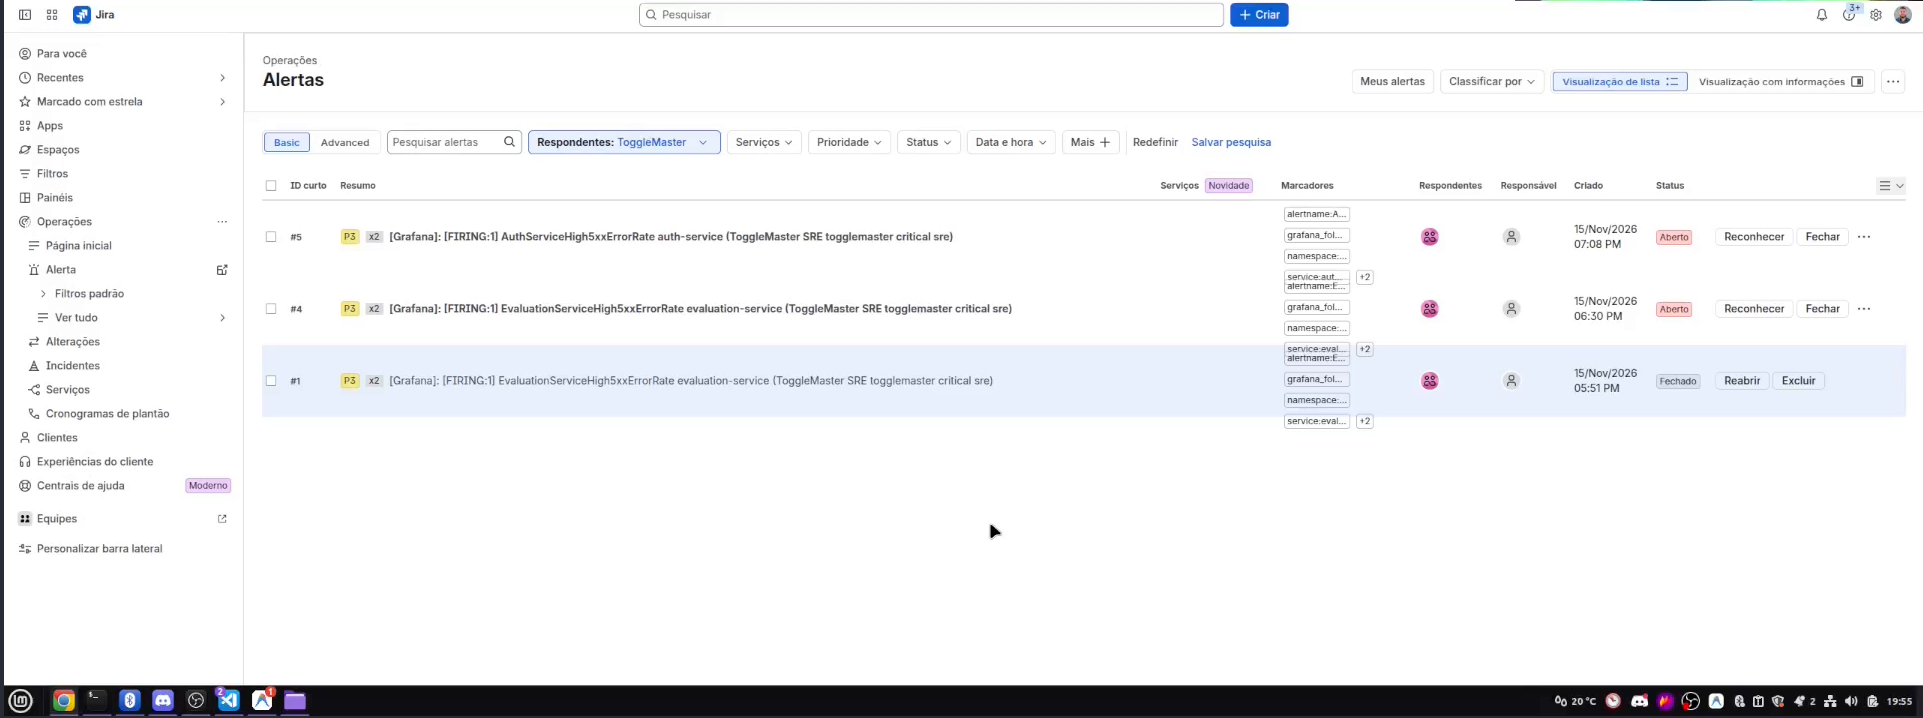 Jira
Pesquisar
+ Criar
3+
Para você
Recentes
Marcado com estrela
Apps
Espaços
Filtros
Painéis
Operações
Página inicial
Alerta
Filtros padrão
Ver tudo
Alterações
Incidentes
Serviços
Cronogramas de plantão
Clientes
Experiências do cliente
Centrais de ajuda Moderno
Equipes
Personalizar barra lateral
Operações
Alertas
Meus alertas Classificar por Visualização de lista Visualização com informações
Basic Advanced Pesquisar alertas Respondentes: ToggleMaster Serviços Prioridade Status Data e hora Mais + Redefinir Salvar pesquisa
ID curto Resumo Serviços Novidade Marcadores Respondentes Responsável Criado Status
#5 P3 x2 [Grafana]: [FIRING:1] AuthServiceHigh5xxErrorRate auth-service (ToggleMaster SRE togglemaster critical sre)
alertname:A...
grafana_fol...
namespace:...
service:aut... +2
15/Nov/2026
07:08 PM
Aberto Reconhecer Fechar
#4 P3 x2 [Grafana]: [FIRING:1] EvaluationServiceHigh5xxErrorRate evaluation-service (ToggleMaster SRE togglemaster critical sre)
alertname:E...
grafana_fol...
namespace:...
service:eval... +2
15/Nov/2026
06:30 PM
Aberto Reconhecer Fechar
#1 P3 x2 [Grafana]: [FIRING:1] EvaluationServiceHigh5xxErrorRate evaluation-service (ToggleMaster SRE togglemaster critical sre)
alertname:E...
grafana_fol...
namespace:...
service:eval... +2
15/Nov/2026
05:51 PM
Fechado Reabrir Excluir
2 1 20 °C 2 19:55